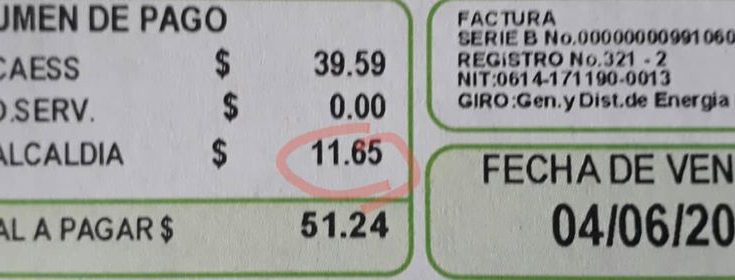 UMEN DE PAGO
CAESS $ 39.59
O.SERV. $ 0.00
ALCALDIA $ 11.65
AL A PAGAR $ 51.24
FACTURA
SERIE B No.00000000991060
REGISTRO No.321 - 2
NIT:0614-171190-0013
GIRO:Gen.y Dist.de Energia
FECHA DE VEN
04/06/20